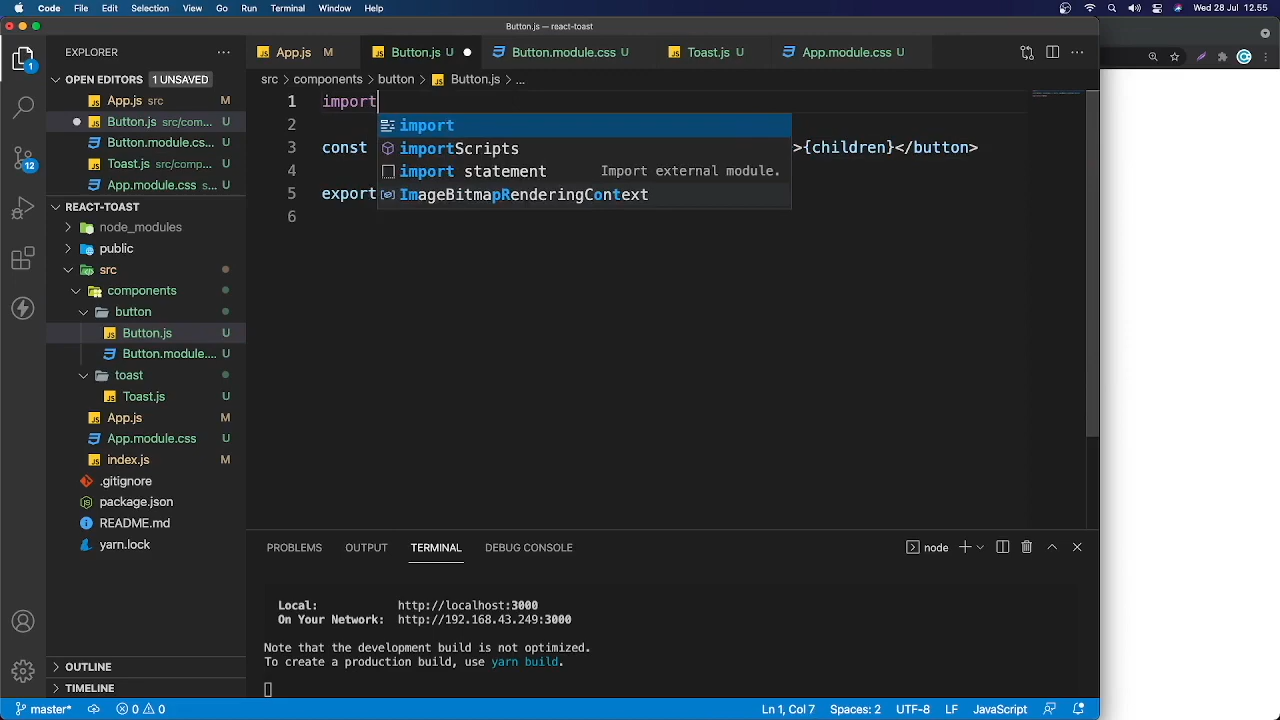 Code File Edit Selection View Go Run Terminal Window Help Wed 28 Jul 12.55
Button.js — react-toast
EXPLORER
App.js M
Button.js U
Button.module.css U
Toast.js U
App.module.css U
OPEN EDITORS 1 UNSAVED
src > components > button > Button.js > ...
App.js src M
Button.js src/com... U
Button.module.cs... U
Toast.js src/comp... U
App.module.css s... U
REACT-TOAST
node_modules
public
src
components
button
Button.js U
Button.module.... U
toast
Toast.js U
App.js M
App.module.css U
index.js M
.gitignore
package.json
README.md
yarn.lock
OUTLINE
TIMELINE
1
12
1 import
2
3 const >{children}</button>
4
5 export
6
import
importScripts
import statement Import external module.
ImageBitmapRenderingContext
PROBLEMS OUTPUT TERMINAL DEBUG CONSOLE node
Local: http://localhost:3000
On Your Network: http://192.168.43.249:3000
Note that the development build is not optimized.
To create a production build, use yarn build.
master* 0 0 Ln 1, Col 7 Spaces: 2 UTF-8 LF JavaScript